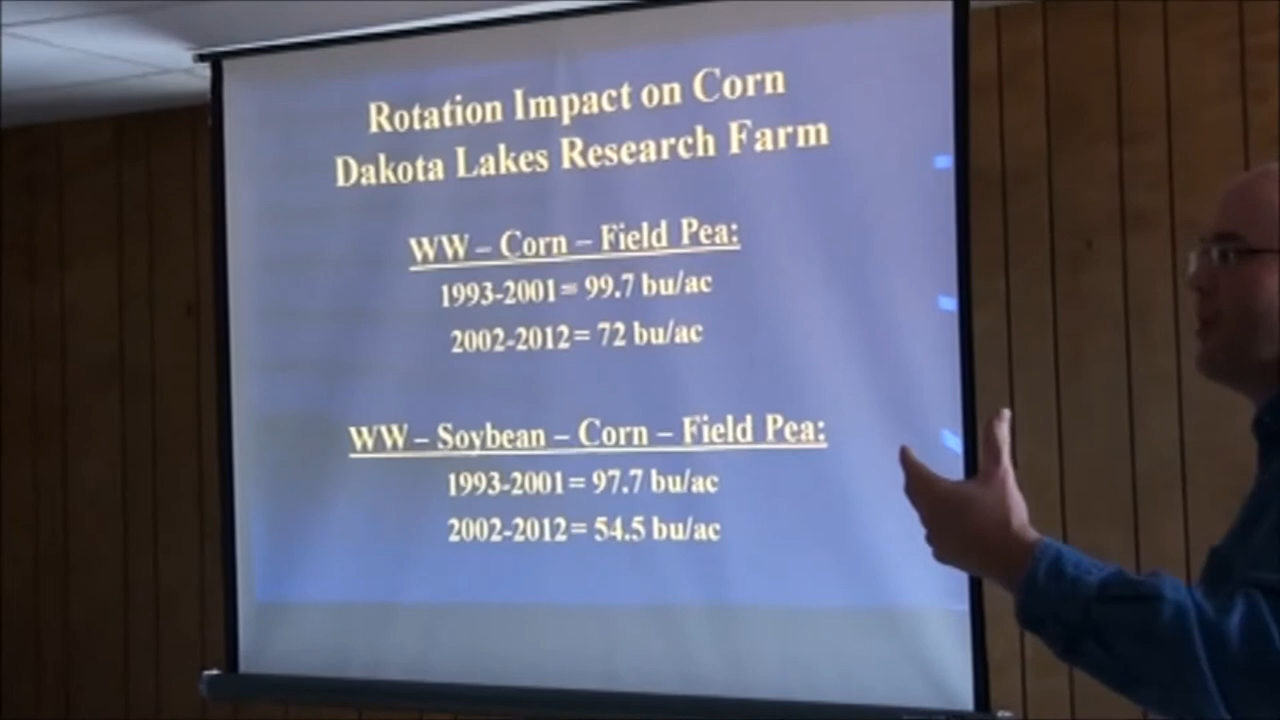 Rotation Impact on Corn
Dakota Lakes Research Farm
WW – Corn – Field Pea:
1993-2001= 99.7 bu/ac
2002-2012= 72 bu/ac
WW – Soybean – Corn – Field Pea:
1993-2001= 97.7 bu/ac
2002-2012= 54.5 bu/ac